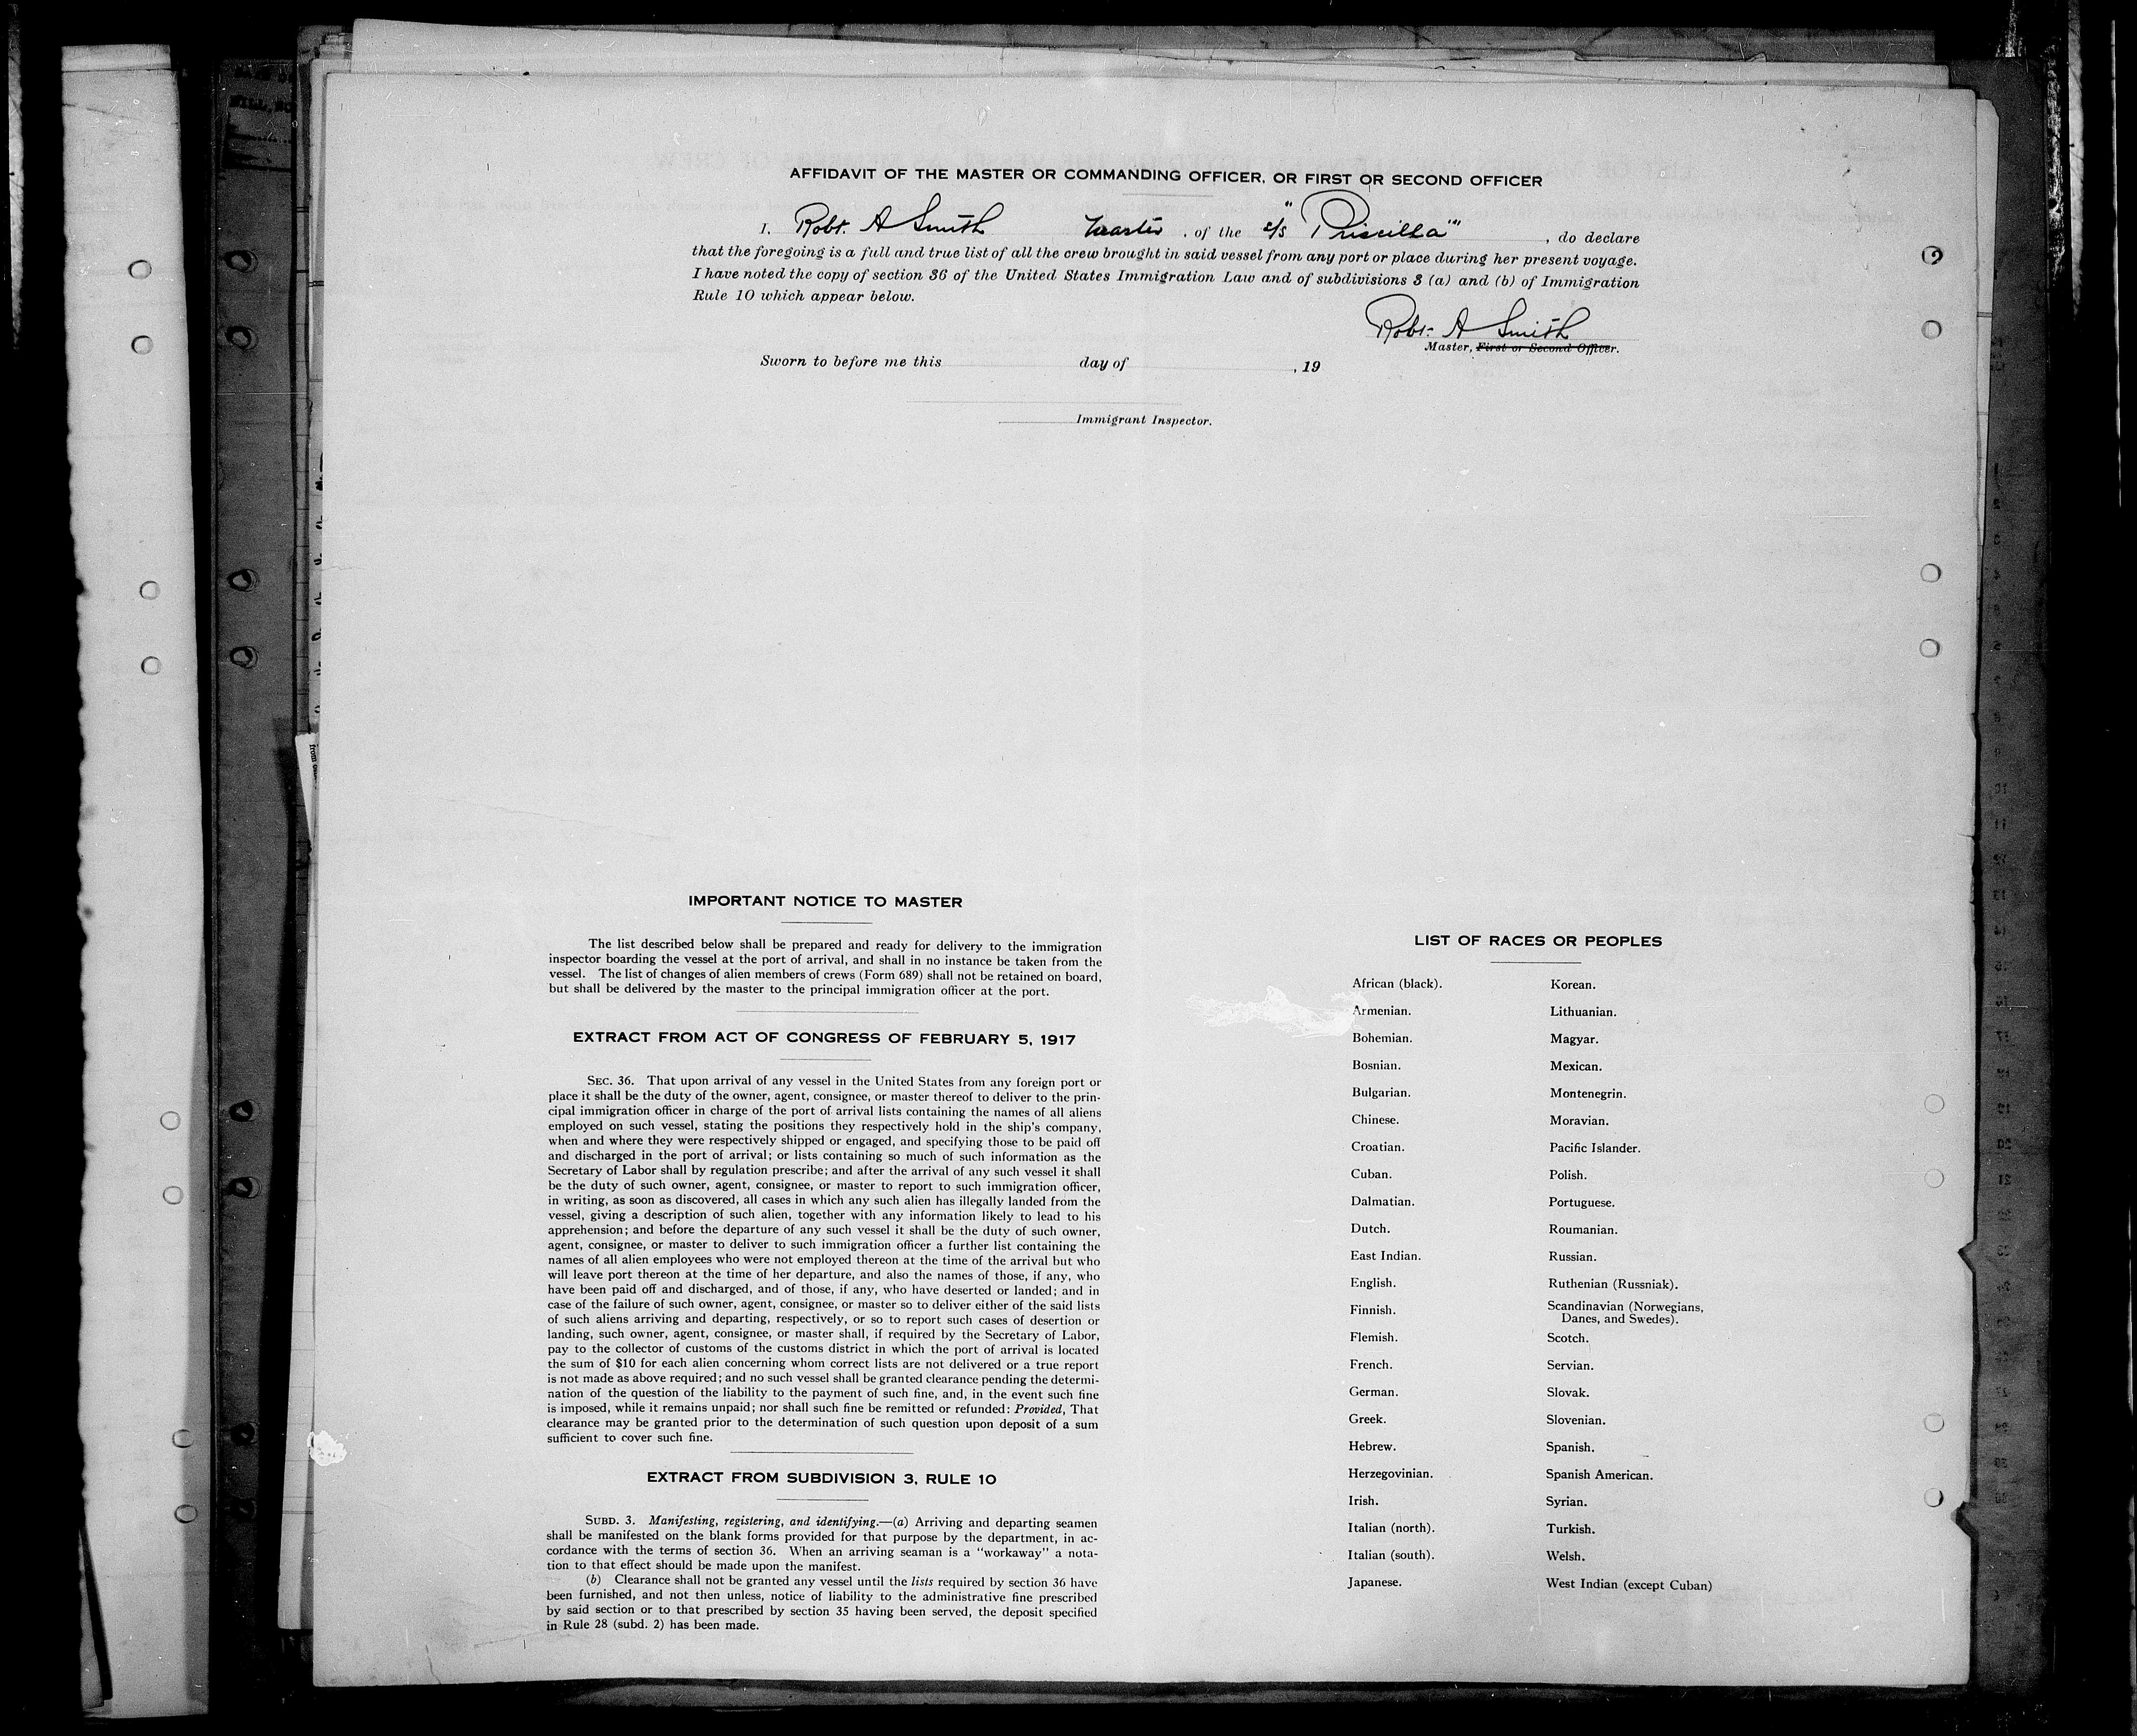 AFFIDAVIT OF THE MASTER OR COMMANDING OFFICER, OR FIRST OR SECOND OFFICER
I, Robt. A Smith Master, of the s/s "Priscilla", do declare
that the foregoing is a full and true list of all the crew brought in said vessel from any port or place during her present voyage.
I have noted the copy of section 36 of the United States Immigration Law and of subdivisions 3 (a) and (b) of Immigration
Rule 10 which appear below.
Robt. A Smith
Master, First or Second Officer.
Sworn to before me this day of , 19
Immigrant Inspector.
IMPORTANT NOTICE TO MASTER
The list described below shall be prepared and ready for delivery to the immigration
inspector boarding the vessel at the port of arrival, and shall in no instance be taken from the
vessel. The list of changes of alien members of crews (Form 689) shall not be retained on board,
but shall be delivered by the master to the principal immigration officer at the port.
EXTRACT FROM ACT OF CONGRESS OF FEBRUARY 5, 1917
SEC. 36. That upon arrival of any vessel in the United States from any foreign port or
place it shall be the duty of the owner, agent, consignee, or master thereof to deliver to the prin-
cipal immigration officer in charge of the port of arrival lists containing the names of all aliens
employed on such vessel, stating the positions they respectively hold in the ship's company,
when and where they were respectively shipped or engaged, and specifying those to be paid off
and discharged in the port of arrival; or lists containing so much of such information as the
Secretary of Labor shall by regulation prescribe; and after the arrival of any such vessel it shall
be the duty of such owner, agent, consignee, or master to report to such immigration officer,
in writing, as soon as discovered, all cases in which any such alien has illegally landed from the
vessel, giving a description of such alien, together with any information likely to lead to his
apprehension; and before the departure of any such vessel it shall be the duty of such owner,
agent, consignee, or master to deliver to such immigration officer a further list containing the
names of all alien employees who were not employed thereon at the time of the arrival but who
will leave port thereon at the time of her departure, and also the names of those, if any, who
have been paid off and discharged, and of those, if any, who have deserted or landed; and in
case of the failure of such owner, agent, consignee, or master so to deliver either of the said lists
of such aliens arriving and departing, respectively, or so to report such cases of desertion or
landing, such owner, agent, consignee, or master shall, if required by the Secretary of Labor,
pay to the collector of customs of the customs district in which the port of arrival is located
the sum of $10 for each alien concerning whom correct lists are not delivered or a true report
is not made as above required; and no such vessel shall be granted clearance pending the determi-
nation of the question of the liability to the payment of such fine, and, in the event such fine
is imposed, while it remains unpaid; nor shall such fine be remitted or refunded: Provided, That
clearance may be granted prior to the determination of such question upon deposit of a sum
sufficient to cover such fine.
EXTRACT FROM SUBDIVISION 3, RULE 10
SUBD. 3. Manifesting, registering, and identifying.—(a) Arriving and departing seamen
shall be manifested on the blank forms provided for that purpose by the department, in ac-
cordance with the terms of section 36. When an arriving seaman is a "workaway" a nota-
tion to that effect should be made upon the manifest.
(b) Clearance shall not be granted any vessel until the lists required by section 36 have
been furnished, and not then unless, notice of liability to the administrative fine prescribed
by said section or to that prescribed by section 35 having been served, the deposit specified
in Rule 28 (subd. 2) has been made.
LIST OF RACES OR PEOPLES
African (black).
Armenian.
Bohemian.
Bosnian.
Bulgarian.
Chinese.
Croatian.
Cuban.
Dalmatian.
Dutch.
East Indian.
English.
Finnish.
Flemish.
French.
German.
Greek.
Hebrew.
Herzegovinian.
Irish.
Italian (north).
Italian (south).
Japanese.
Korean.
Lithuanian.
Magyar.
Mexican.
Montenegrin.
Moravian.
Pacific Islander.
Polish.
Portuguese.
Roumanian.
Russian.
Ruthenian (Russniak).
Scandinavian (Norwegians,
Danes, and Swedes).
Scotch.
Servian.
Slovak.
Slovenian.
Spanish.
Spanish American.
Syrian.
Turkish.
Welsh.
West Indian (except Cuban)